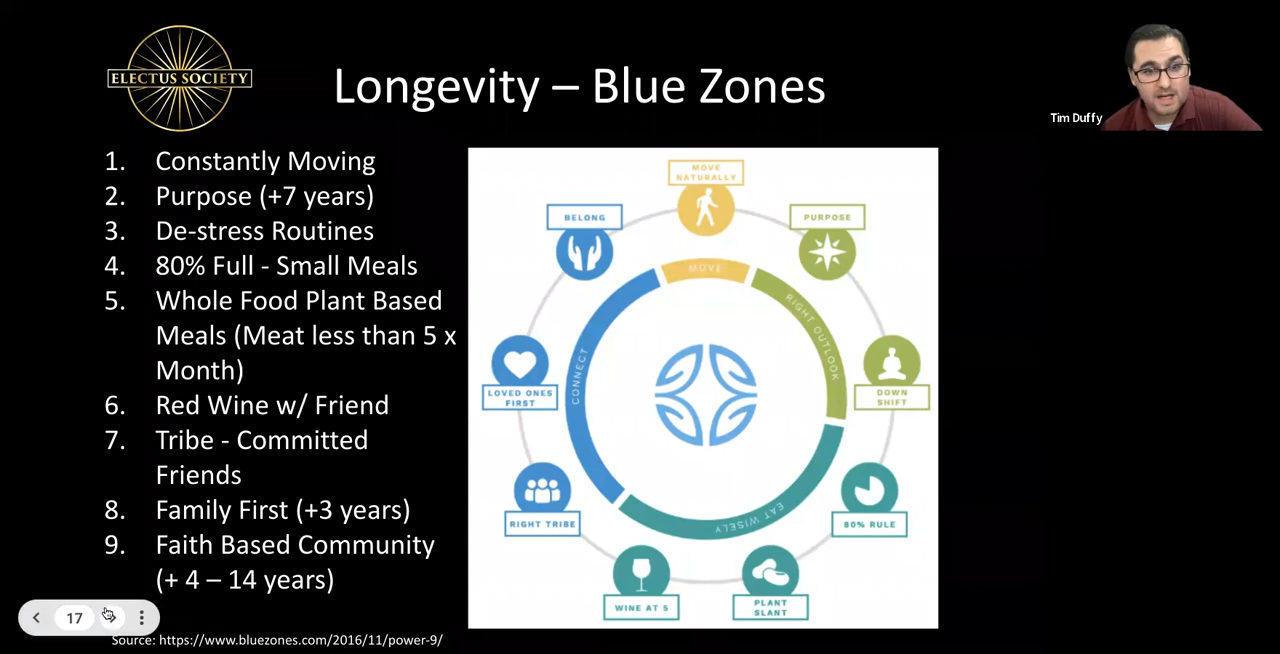 ELECTUS SOCIETY
Longevity – Blue Zones
Tim Duffy
1. Constantly Moving
2. Purpose (+7 years)
3. De-stress Routines
4. 80% Full - Small Meals
5. Whole Food Plant Based
Meals (Meat less than 5 x
Month)
6. Red Wine w/ Friend
7. Tribe - Committed
Friends
8. Family First (+3 years)
9. Faith Based Community
(+ 4 – 14 years)
MOVE
NATURALLY
BELONG
PURPOSE
MOVE
RIGHT OUTLOOK
CONNECT
LOVED ONES
FIRST
DOWN
SHIFT
RIGHT TRIBE
80% RULE
EAT WISELY
WINE AT 5
PLANT
SLANT
17
Source: https://www.bluezones.com/2016/11/power-9/